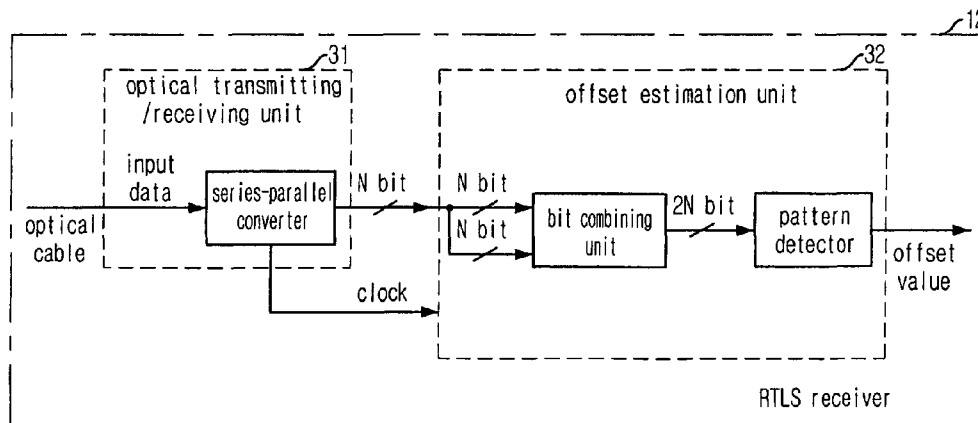 12
31
optical transmitting
/receiving unit
input
data
optical
cable
series-parallel
converter
N bit
clock
32
offset estimation unit
N bit
N bit
bit combining
unit
2N bit
pattern
detector
offset
value
RTLS receiver